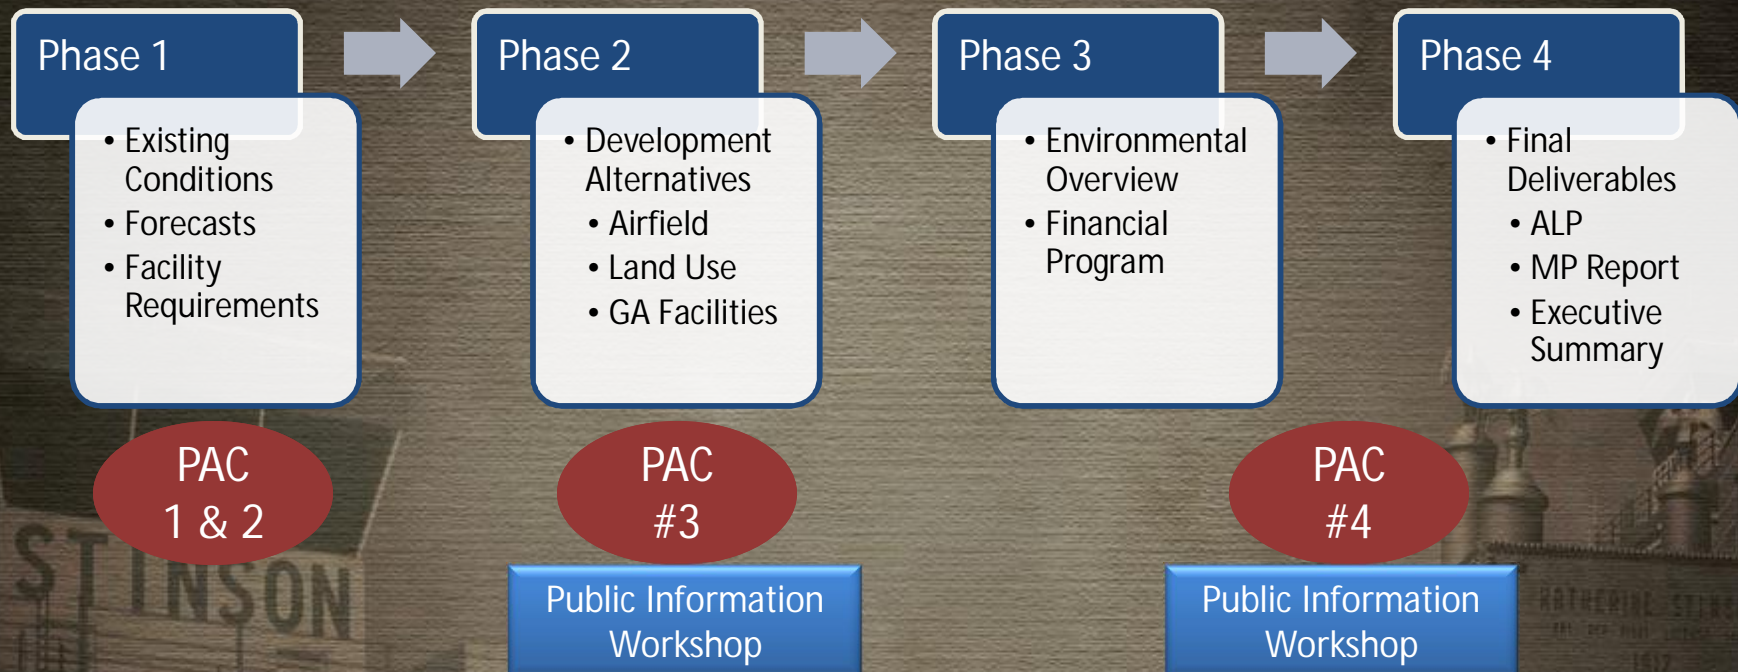 Phase 1
• Existing
Conditions
• Forecasts
• Facility
Requirements
Phase 2
• Development
Alternatives
• Airfield
• Land Use
• GA Facilities
Phase 3
• Environmental
Overview
• Financial
Program
Phase 4
• Final
Deliverables
• ALP
• MP Report
• Executive
Summary
PAC
1 & 2
PAC
#3
PAC
#4
Public Information
Workshop
Public Information
Workshop
STINSON
KATHERINE